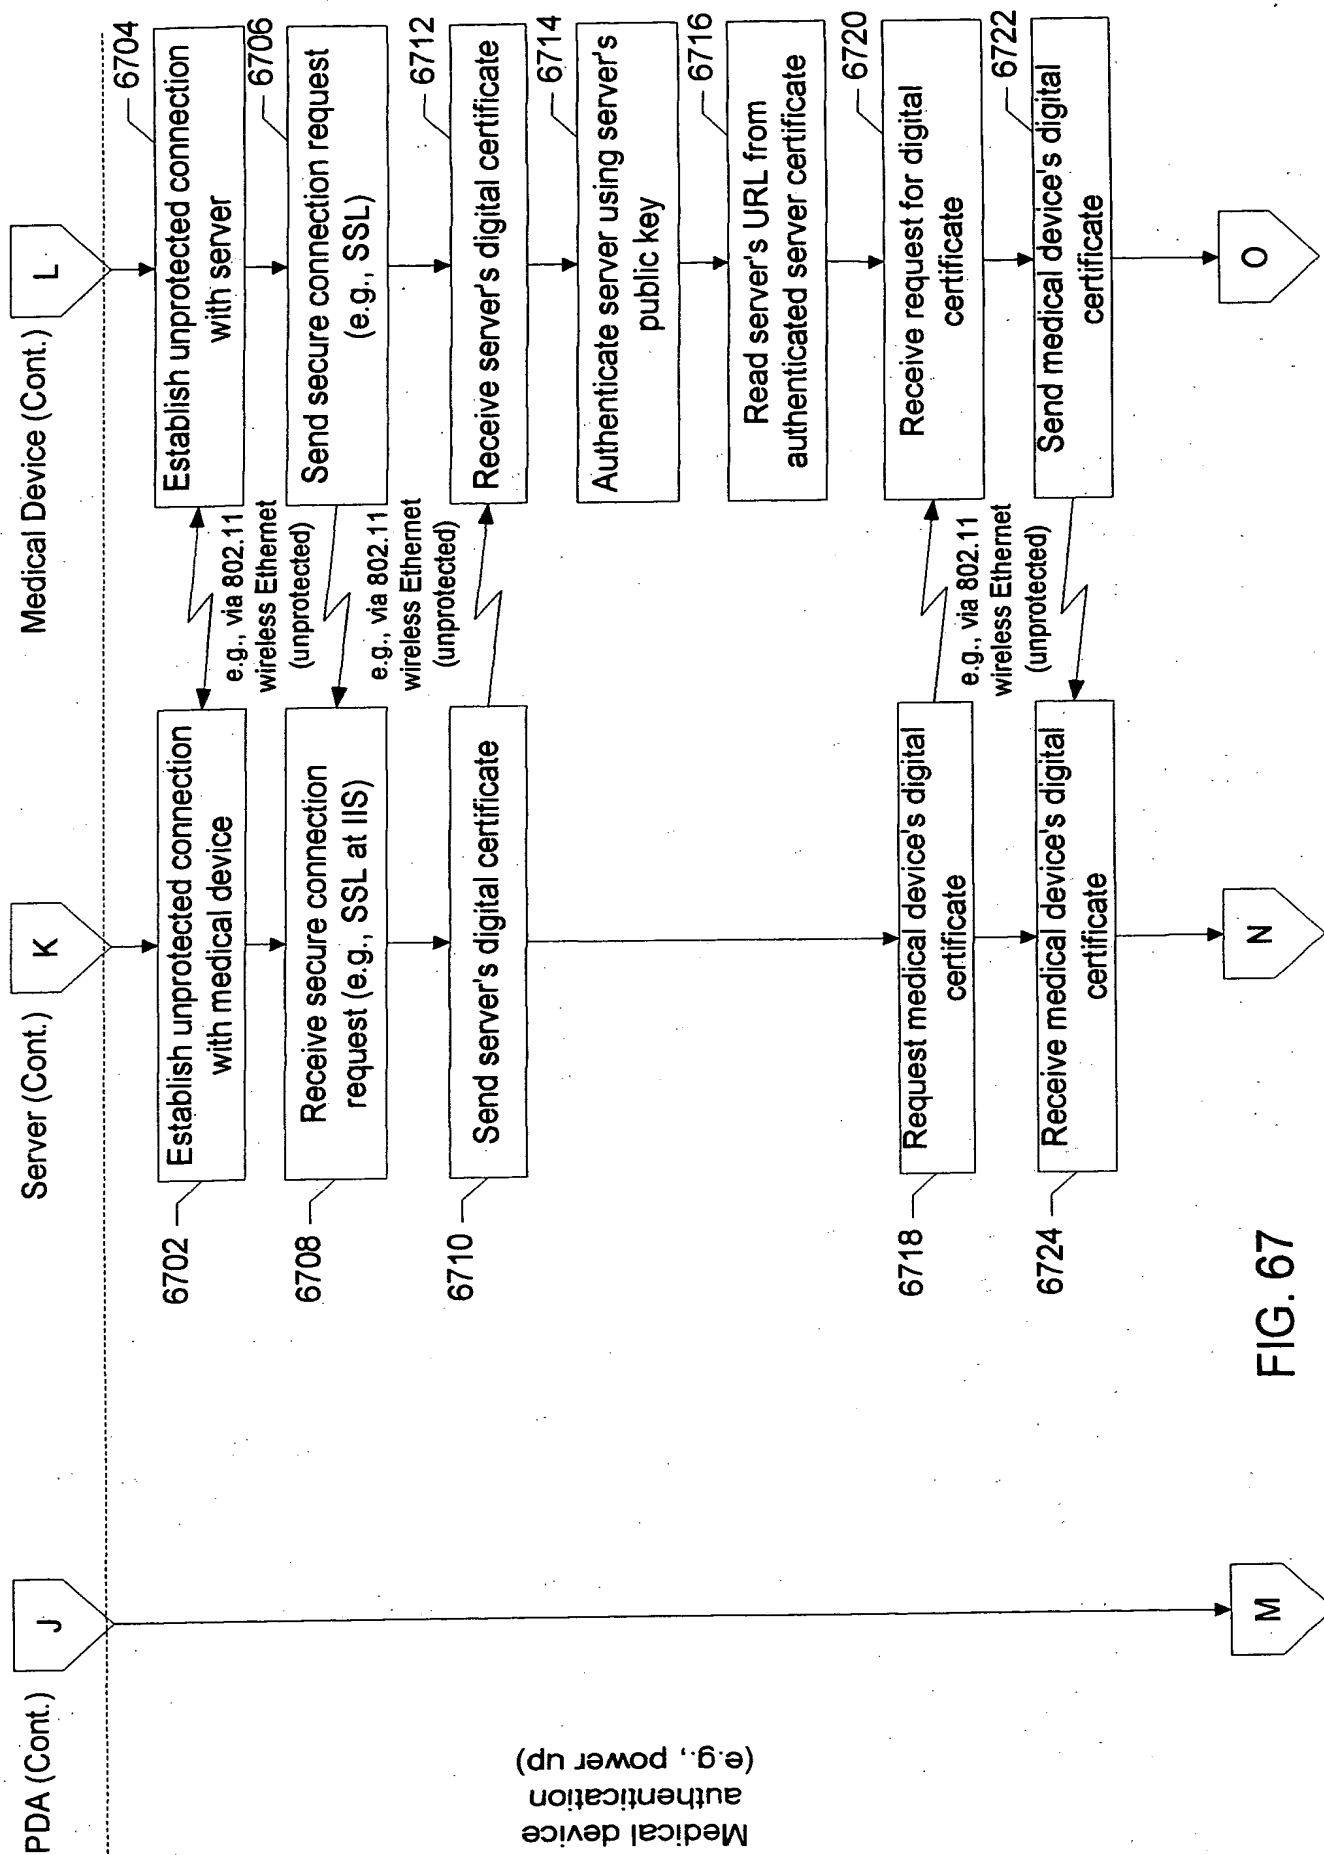 PDA (Cont.)
Server (Cont.)
Medical Device (Cont.)
J
K
L
Medical device
authentication
(e.g., power up)
6702
Establish unprotected connection
with medical device
e.g., via 802.11
wireless Ethernet
(unprotected)
6704
Establish unprotected connection
with server
6706
Send secure connection request
(e.g., SSL)
6708
Receive secure connection
request (e.g., SSL at IIS)
e.g., via 802.11
wireless Ethernet
(unprotected)
6710
Send server's digital certificate
6712
Receive server's digital certificate
6714
Authenticate server using server's
public key
6716
Read server's URL from
authenticated server certificate
6718
Request medical device's digital
certificate
e.g., via 802.11
wireless Ethernet
(unprotected)
6720
Receive request for digital
certificate
6722
Send medical device's digital
certificate
6724
Receive medical device's digital
certificate
M
N
O
FIG. 67